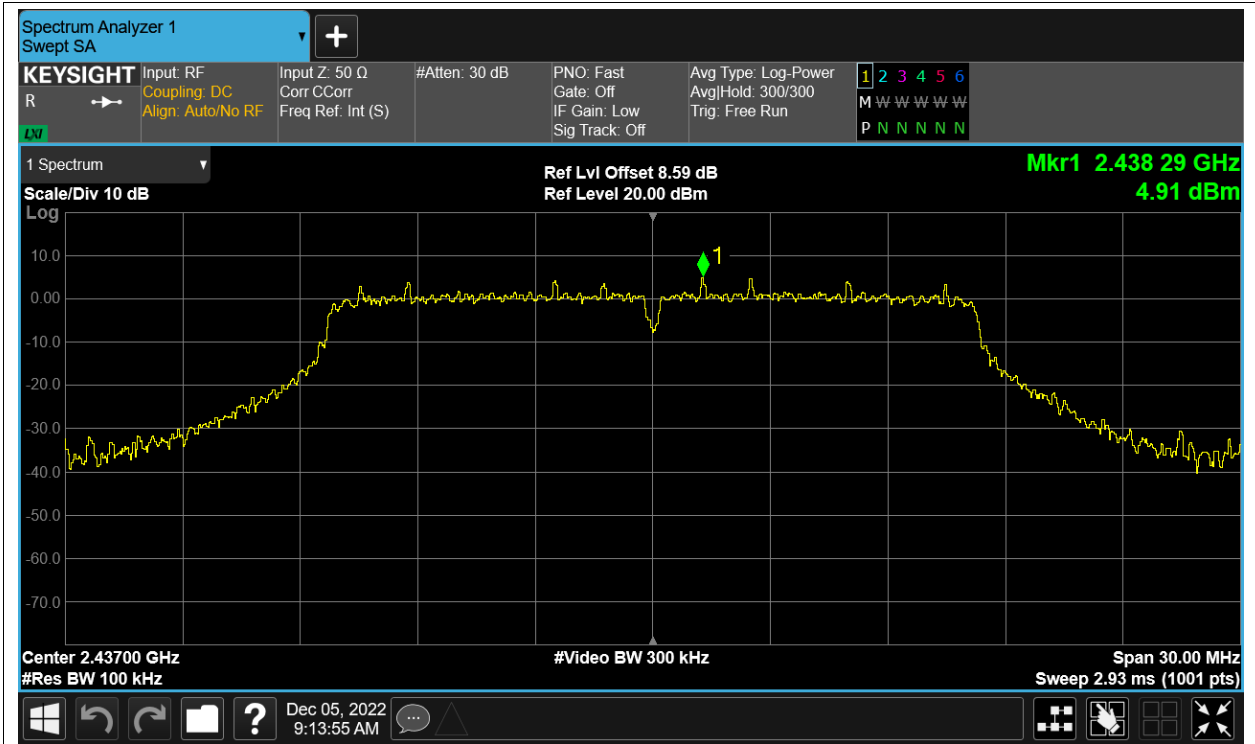 Spectrum Analyzer 1
Swept SA
KEYSIGHT
R
LXI
Input: RF
Coupling: DC
Align: Auto/No RF
Input Z: 50 Ω
Corr CCorr
Freq Ref: Int (S)
#Atten: 30 dB
PNO: Fast
Gate: Off
IF Gain: Low
Sig Track: Off
Avg Type: Log-Power
Avg|Hold: 300/300
Trig: Free Run
1 2 3 4 5 6
M W W W W W
P N N N N N
1 Spectrum
Scale/Div 10 dB
Ref Lvl Offset 8.59 dB
Ref Level 20.00 dBm
Mkr1 2.438 29 GHz
4.91 dBm
Log
1
10.0
0.00
-10.0
-20.0
-30.0
-40.0
-50.0
-60.0
-70.0
Center 2.43700 GHz
#Video BW 300 kHz
Span 30.00 MHz
#Res BW 100 kHz
Sweep 2.93 ms (1001 pts)
?
Dec 05, 2022
9:13:55 AM